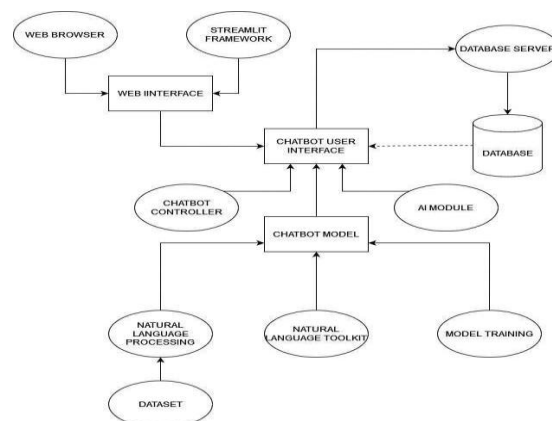 WEB BROWSER
STREAMLIT
FRAMEWORK
DATABASE SERVER
WEB IINTERFACE
CHATBOT USER
INTERFACE
DATABASE
CHATBOT
CONTROLLER
AI MODULE
CHATBOT MODEL
NATURAL
LANGUAGE
PROCESSING
NATURAL
LANGUAGE TOOLKIT
MODEL TRAINING
DATASET